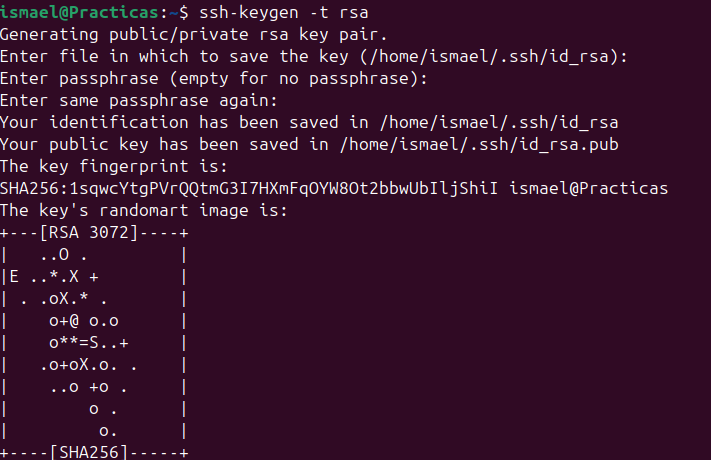 ismael@Practicas:~$ ssh-keygen -t rsa
Generating public/private rsa key pair.
Enter file in which to save the key (/home/ismael/.ssh/id_rsa):
Enter passphrase (empty for no passphrase):
Enter same passphrase again:
Your identification has been saved in /home/ismael/.ssh/id_rsa
Your public key has been saved in /home/ismael/.ssh/id_rsa.pub
The key fingerprint is:
SHA256:1sqwcYtgPVrQQtmG3I7HXmFqOYW8Ot2bbwUbIljShiI ismael@Practicas
The key's randomart image is:
+---[RSA 3072]----+
|   ..O .         |
|E ..*.X +        |
| . .oX.* .       |
|    o+@ o.o      |
|    o**=S..+     |
|   .o+oX.o. .    |
|    ..o +o .     |
|        o .      |
|         o.      |
+----[SHA256]-----+